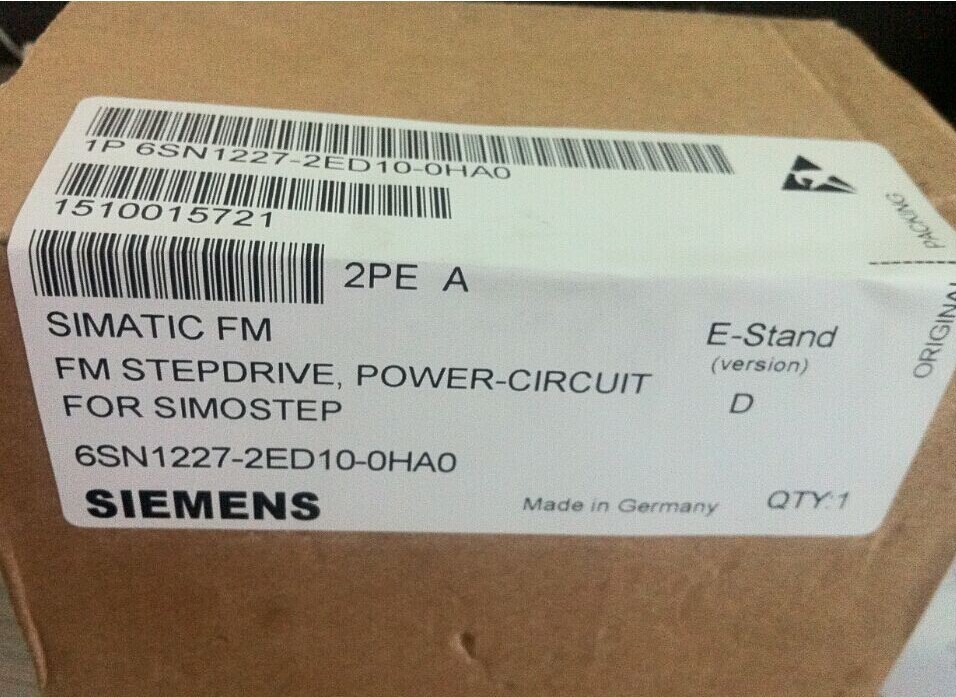 1P 6SN1227-2ED10-0HA0
1510015721
2PE A
SIMATIC FM
FM STEPDRIVE, POWER-CIRCUIT
FOR SIMOSTEP
6SN1227-2ED10-0HA0
SIEMENS
E-Stand
(version)
D
Made in Germany
QTY:1
ORIGINAL
PACKING